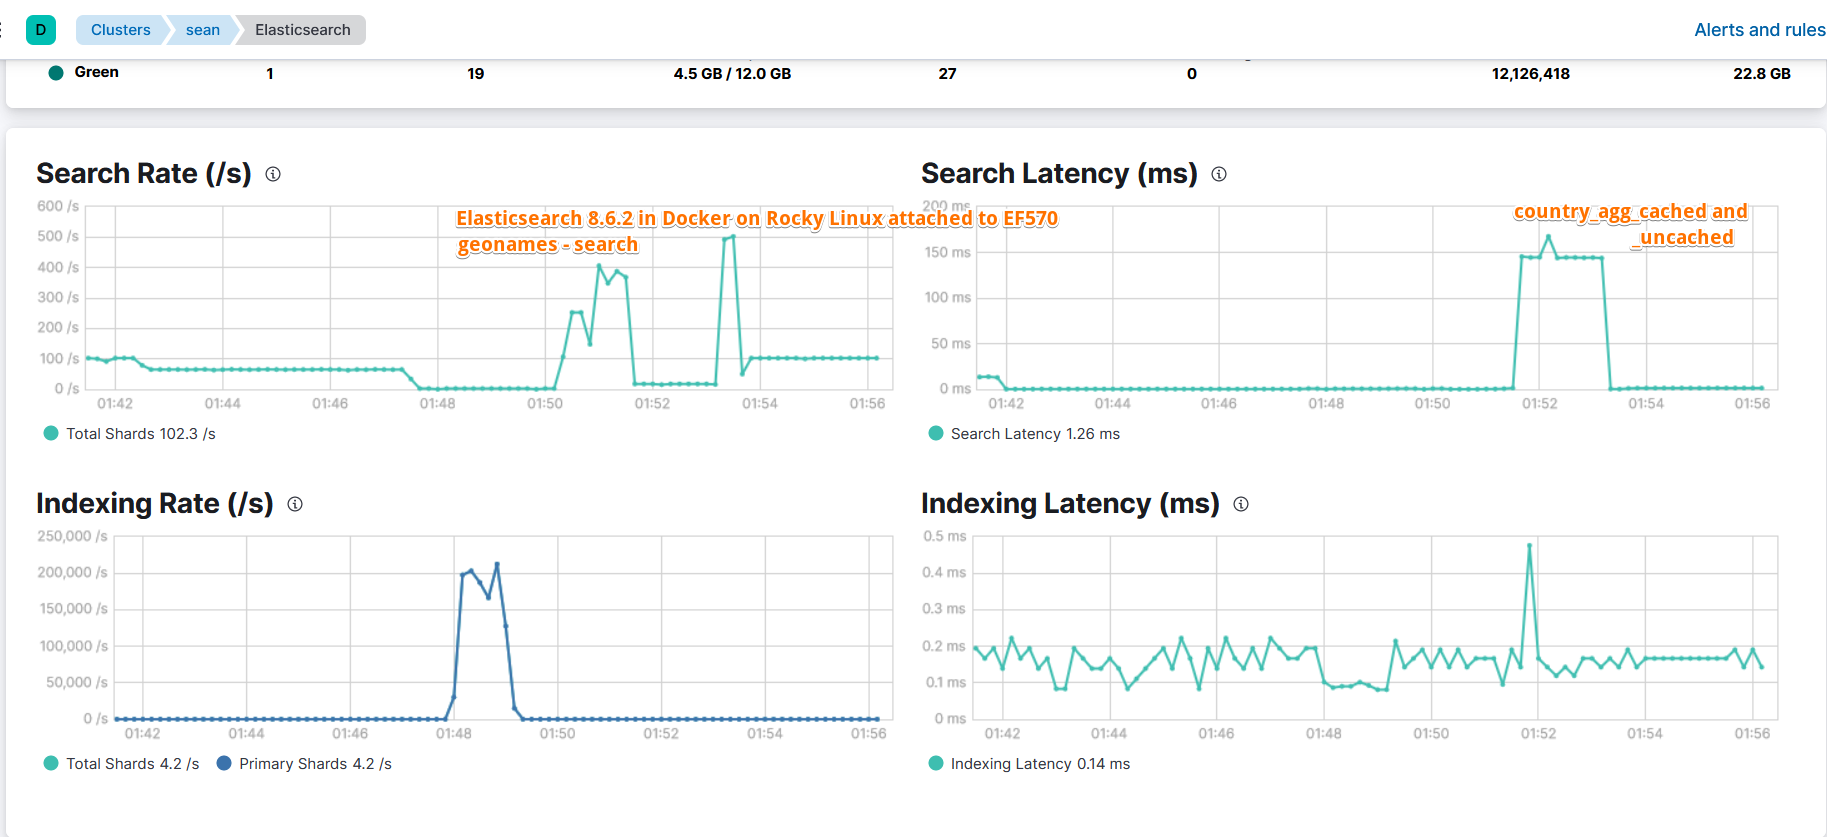 D Clusters sean Elasticsearch Alerts and rules
Green 1 19 4.5 GB / 12.0 GB 27 0 12,126,418 22.8 GB
Search Rate (/s)
600 /s
500 /s
400 /s
300 /s
200 /s
100 /s
0 /s
Elasticsearch 8.6.2 in Docker on Rocky Linux attached to EF570
geonames - search
01:42 01:44 01:46 01:48 01:50 01:52 01:54 01:56
Total Shards 102.3 /s
Search Latency (ms)
200 ms
150 ms
100 ms
50 ms
0 ms
country_agg_cached and
_uncached
01:42 01:44 01:46 01:48 01:50 01:52 01:54 01:56
Search Latency 1.26 ms
Indexing Rate (/s)
250,000 /s
200,000 /s
150,000 /s
100,000 /s
50,000 /s
0 /s
01:42 01:44 01:46 01:48 01:50 01:52 01:54 01:56
Total Shards 4.2 /s Primary Shards 4.2 /s
Indexing Latency (ms)
0.5 ms
0.4 ms
0.3 ms
0.2 ms
0.1 ms
0 ms
01:42 01:44 01:46 01:48 01:50 01:52 01:54 01:56
Indexing Latency 0.14 ms